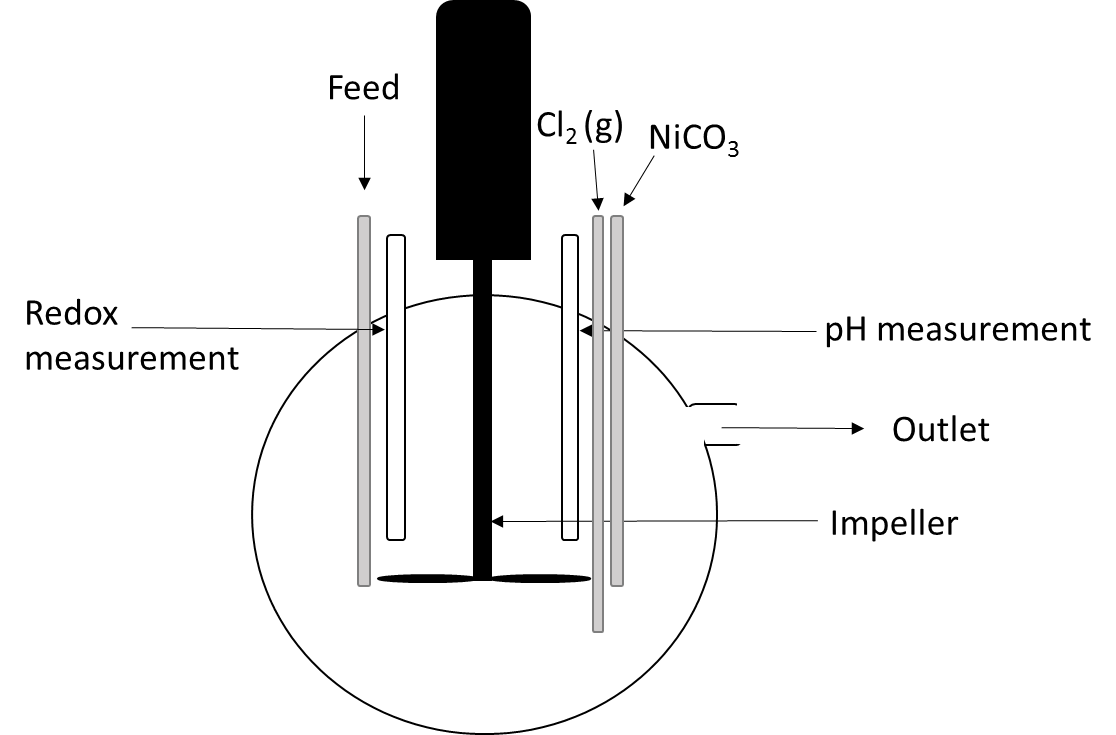 Feed
Cl₂ (g)
NiCO₃
Redox
measurement
pH measurement
Outlet
Impeller